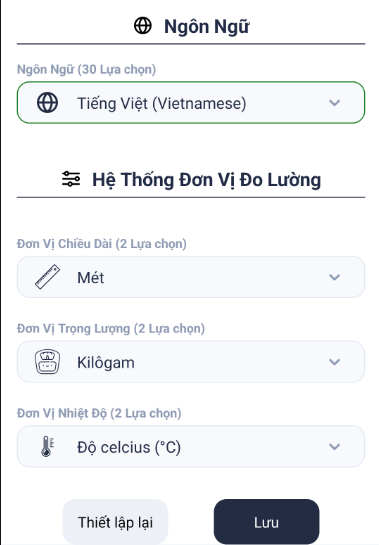 Ngôn Ngữ
Ngôn Ngữ (30 Lựa chọn)
Tiếng Việt (Vietnamese)
Hệ Thống Đơn Vị Đo Lường
Đơn Vị Chiều Dài (2 Lựa chọn)
Mét
Đơn Vị Trọng Lượng (2 Lựa chọn)
Kilôgam
Đơn Vị Nhiệt Độ (2 Lựa chọn)
Độ celcius (°C)
Thiết lập lại
Lưu